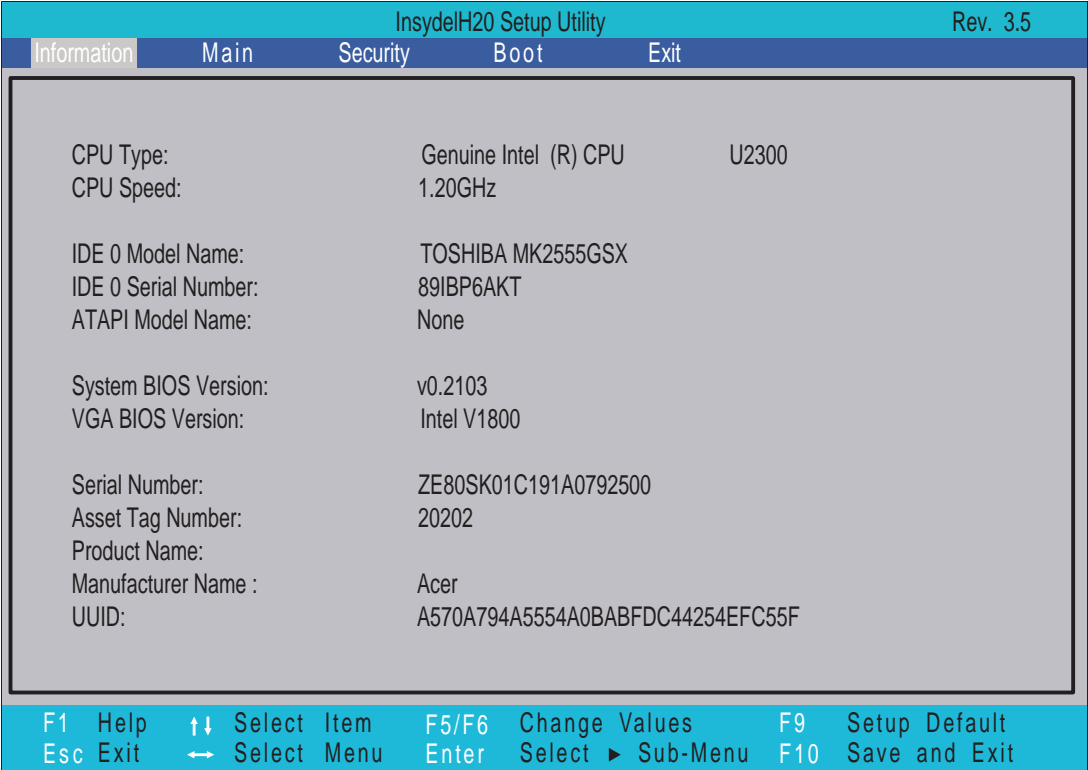 InsydelH20 Setup Utility Rev. 3.5
Information Main Security Boot Exit
CPU Type: Genuine Intel (R) CPU U2300
CPU Speed: 1.20GHz
IDE 0 Model Name: TOSHIBA MK2555GSX
IDE 0 Serial Number: 89IBP6AKT
ATAPI Model Name: None
System BIOS Version: v0.2103
VGA BIOS Version: Intel V1800
Serial Number: ZE80SK01C191A0792500
Asset Tag Number: 20202
Product Name:
Manufacturer Name : Acer
UUID: A570A794A5554A0BABFDC44254EFC55F
F1 Help ↑↓ Select Item F5/F6 Change Values F9 Setup Default
Esc Exit ↔ Select Menu Enter Select ► Sub-Menu F10 Save and Exit